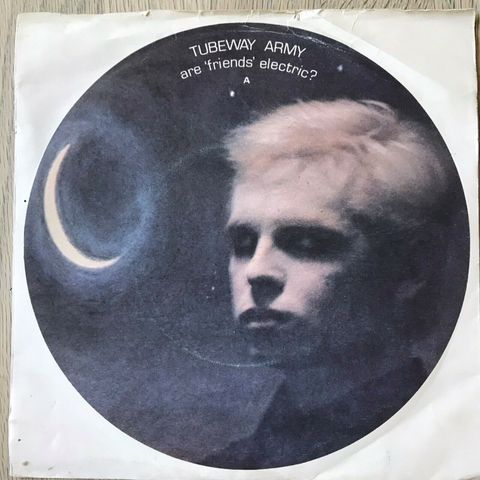 TUBEWAY ARMY
are 'friends' electric?
A